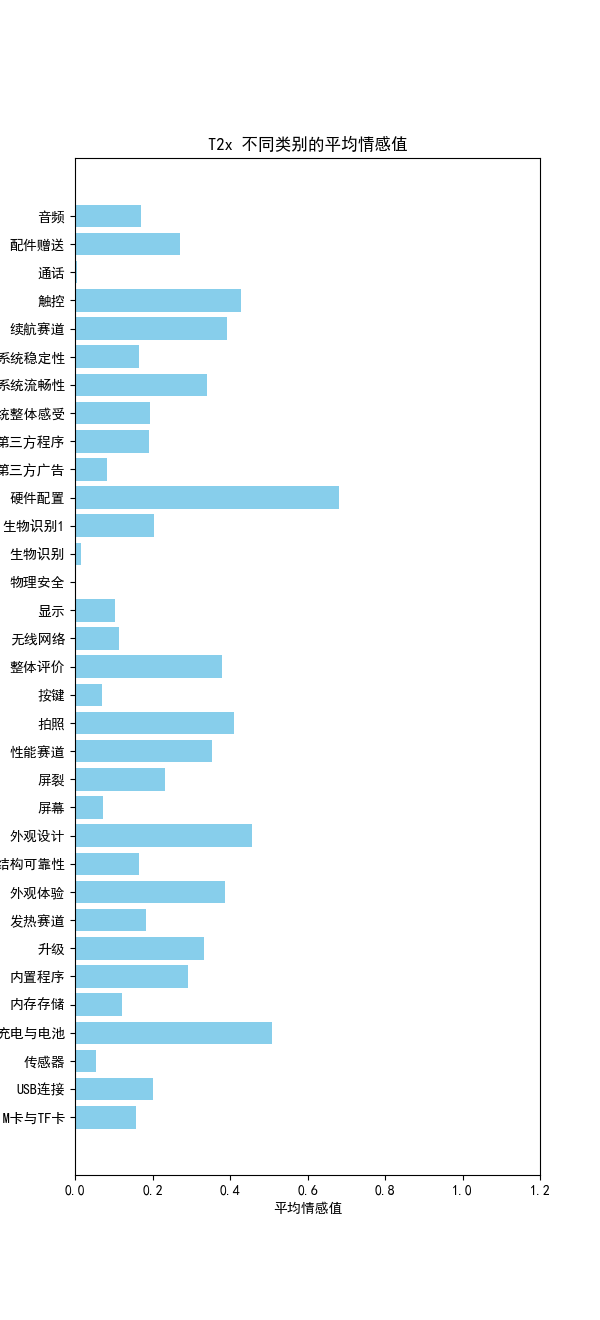 T2x 不同类别的平均情感值
音频
配件赠送
通话
触控
续航赛道
系统稳定性
系统流畅性
统整体感受
第三方程序
第三方广告
硬件配置
生物识别1
生物识别
物理安全
显示
无线网络
整体评价
按键
拍照
性能赛道
屏裂
屏幕
外观设计
结构可靠性
外观体验
发热赛道
升级
内置程序
内存存储
充电与电池
传感器
USB连接
M卡与TF卡
0.0 0.2 0.4 0.6 0.8 1.0 1.2
平均情感值